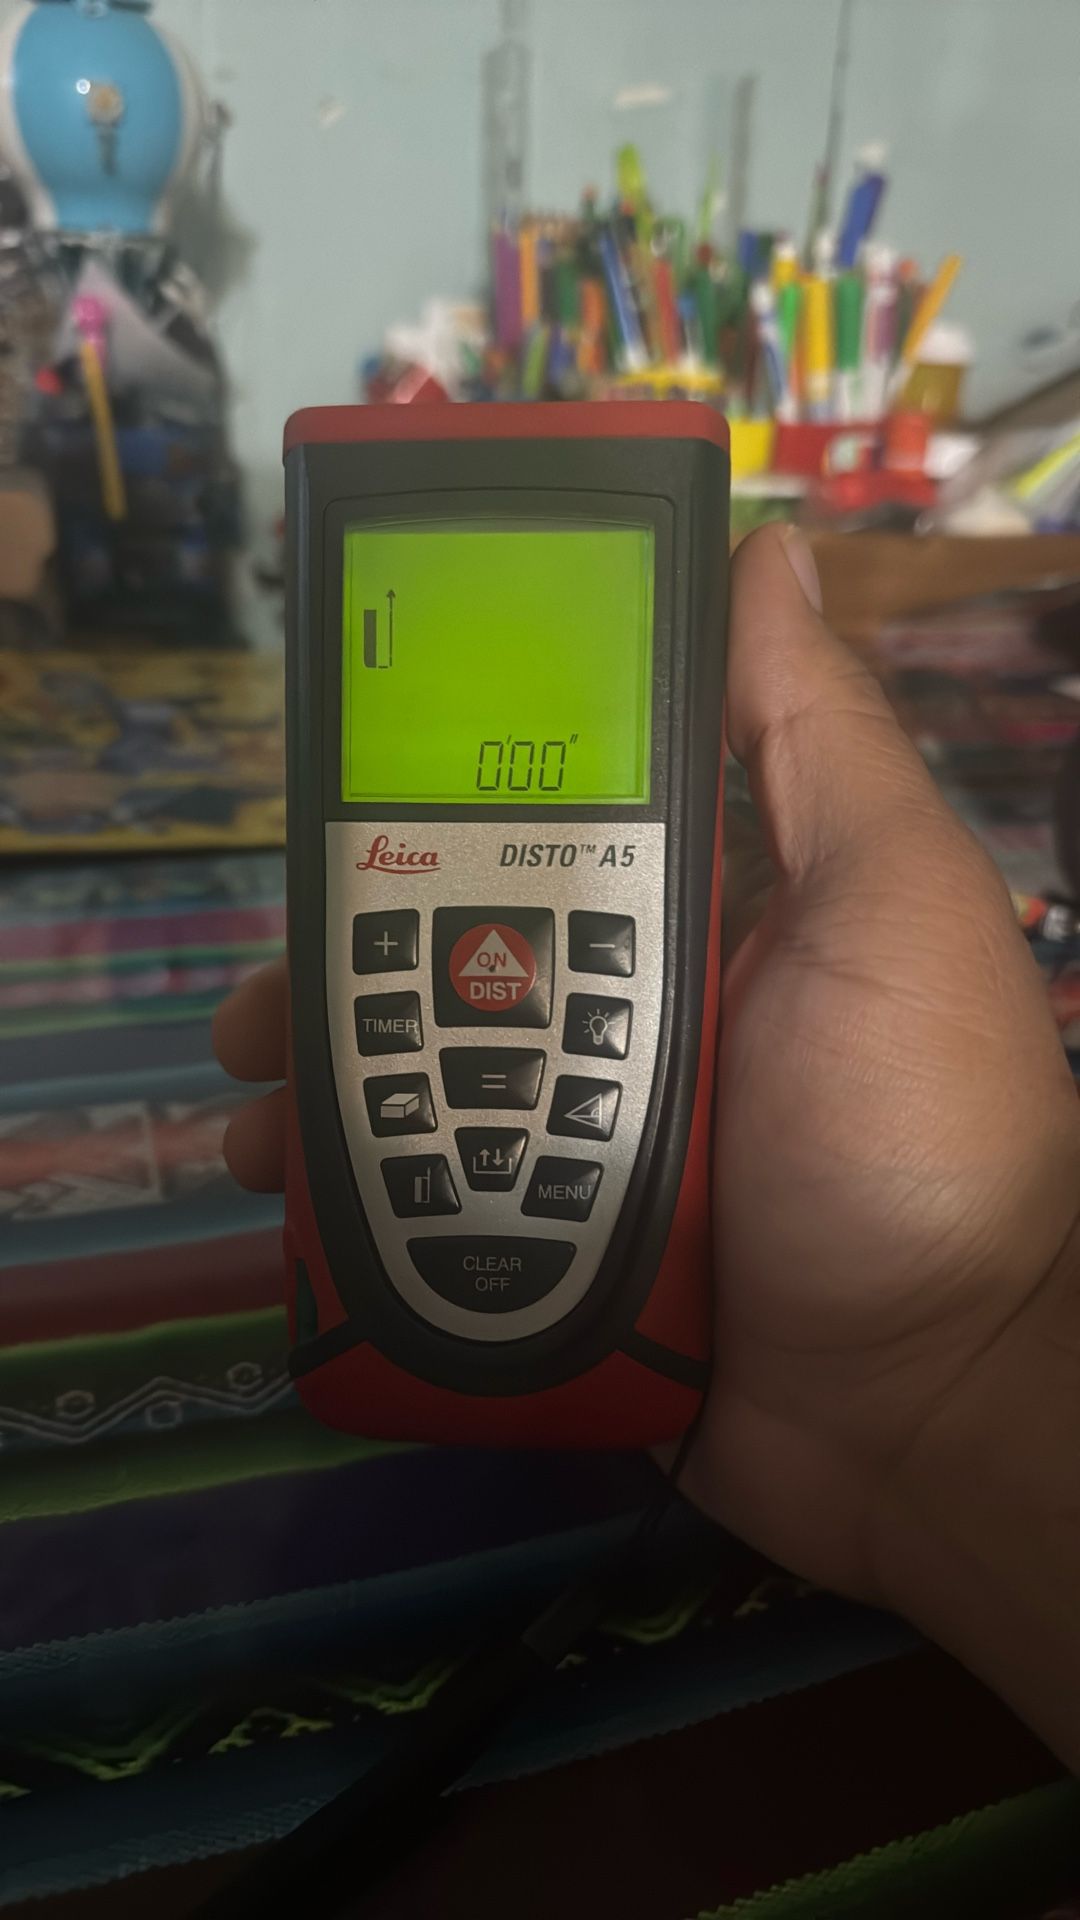 0'00"
Leica DISTO™ A5
+ ON −
DIST
TIMER
=
MENU
CLEAR
OFF